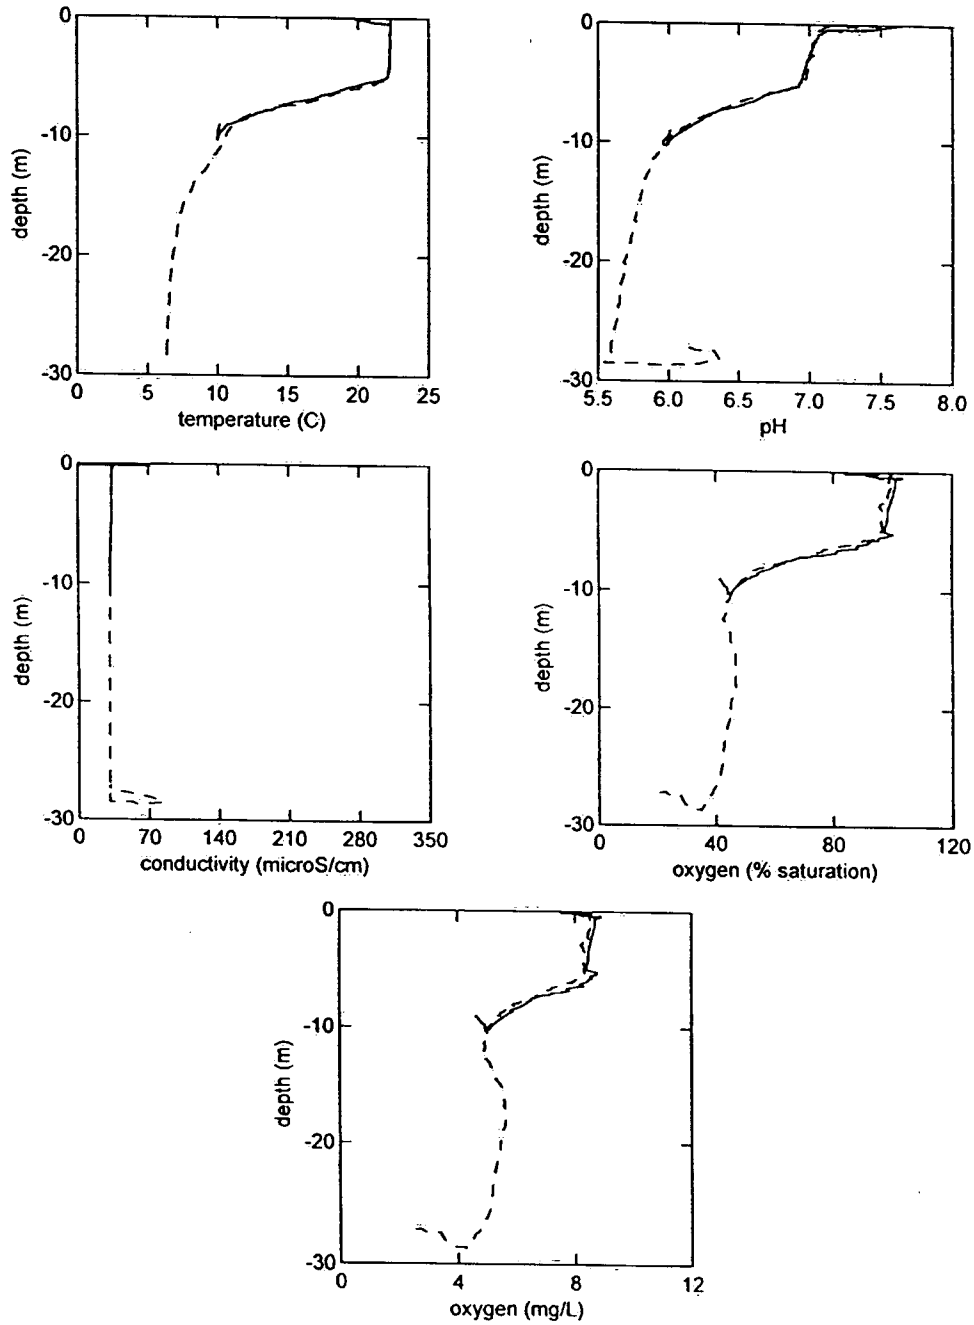 0
-10
-20
-30
depth (m)
0 5 10 15 20 25
temperature (C)
0
-10
-20
-30
depth (m)
5.5 6.0 6.5 7.0 7.5 8.0
pH
0
-10
-20
-30
depth (m)
0 70 140 210 280 350
conductivity (microS/cm)
0
-10
-20
-30
depth (m)
0 40 80 120
oxygen (% saturation)
0
-10
-20
-30
depth (m)
0 4 8 12
oxygen (mg/L)